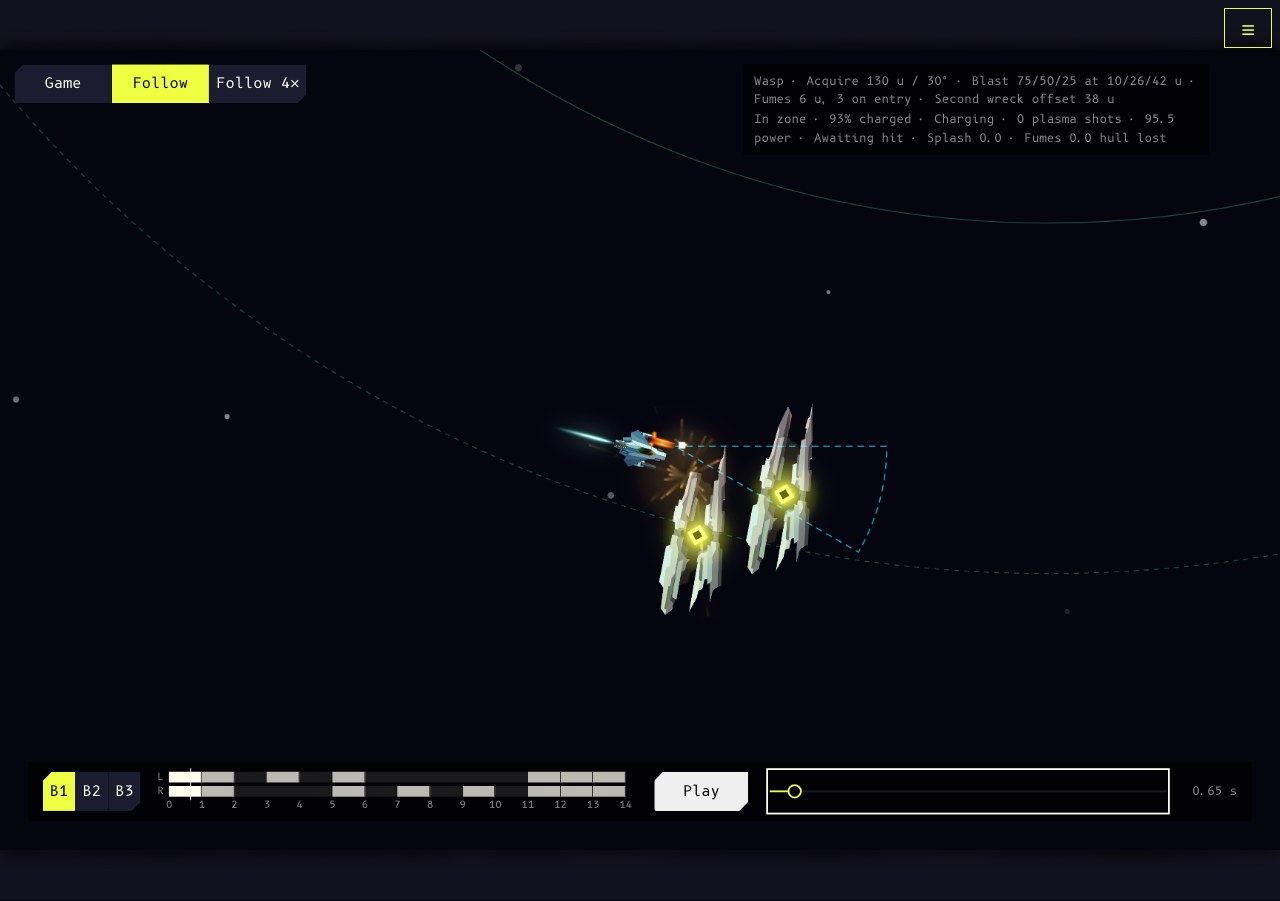 Game Follow Follow 4×
Wasp · Acquire 130 u / 30° · Blast 75/50/25 at 10/26/42 u ·
Fumes 6 u, 3 on entry · Second wreck offset 38 u
In zone · 93% charged · Charging · 0 plasma shots · 95.5
power · Awaiting hit · Splash 0.0 · Fumes 0.0 hull lost
B1 B2 B3
L
R
0 1 2 3 4 5 6 7 8 9 10 11 12 13 14
Play
0.65 s